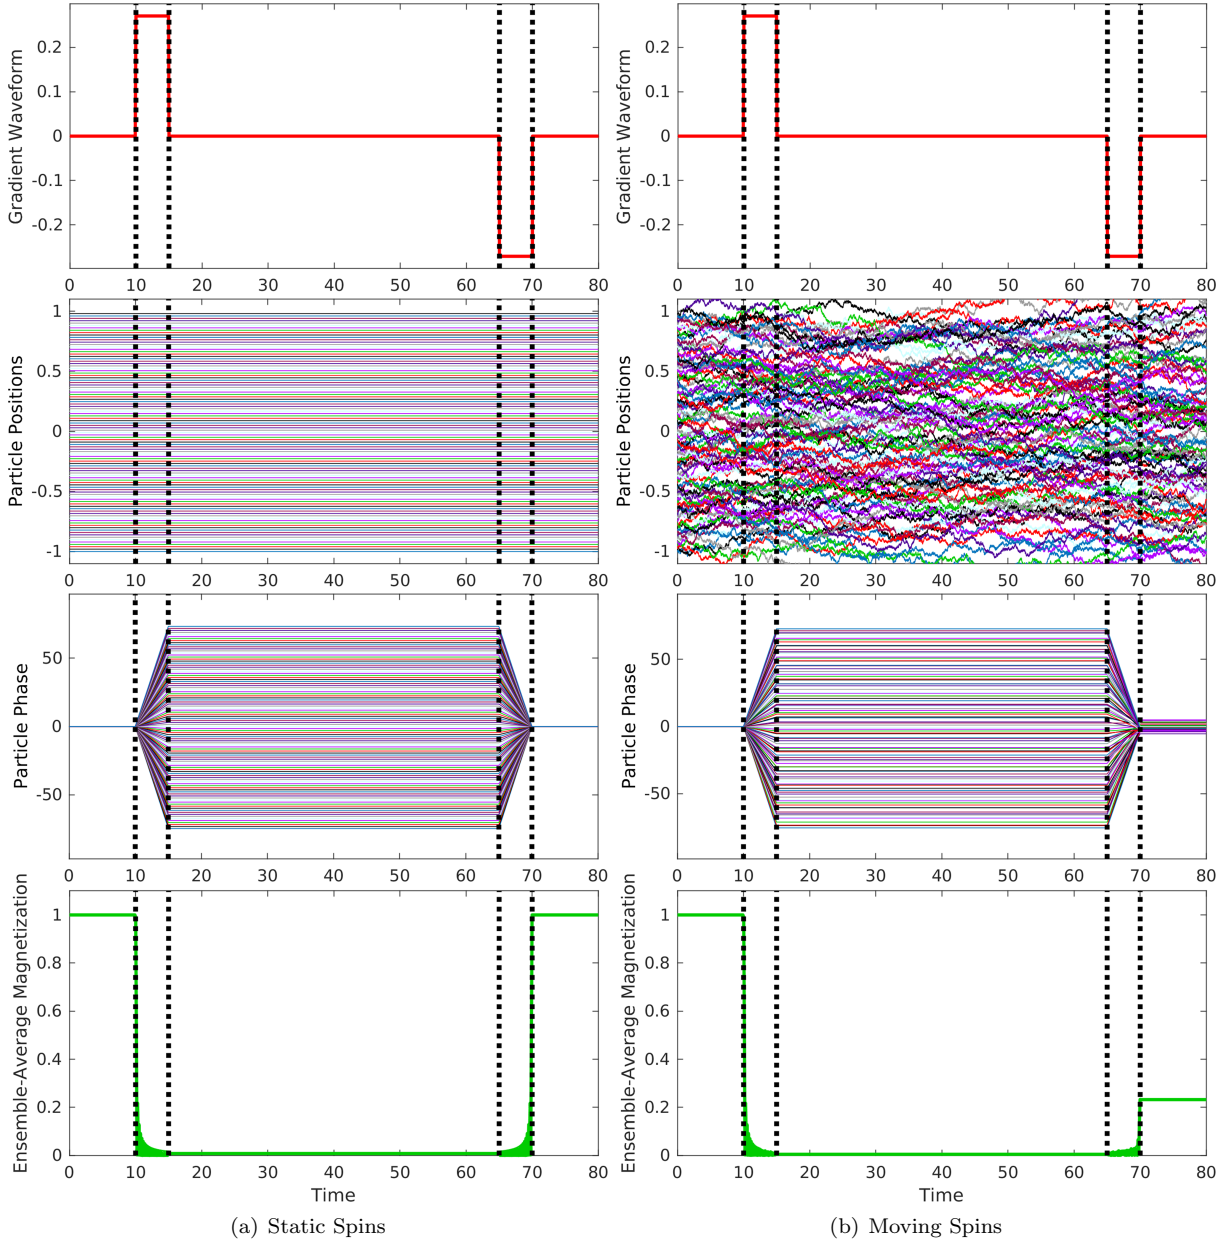 Gradient Waveform
0.2
0.1
0
-0.1
-0.2
0 10 20 30 40 50 60 70 80
Gradient Waveform
0.2
0.1
0
-0.1
-0.2
0 10 20 30 40 50 60 70 80
Particle Positions
1
0.5
0
-0.5
-1
0 10 20 30 40 50 60 70 80
Particle Positions
1
0.5
0
-0.5
-1
0 10 20 30 40 50 60 70 80
Particle Phase
50
0
-50
0 10 20 30 40 50 60 70 80
Particle Phase
50
0
-50
0 10 20 30 40 50 60 70 80
Ensemble-Average Magnetization
1
0.8
0.6
0.4
0.2
0
0 10 20 30 40 50 60 70 80
Time
Ensemble-Average Magnetization
1
0.8
0.6
0.4
0.2
0
0 10 20 30 40 50 60 70 80
Time
(a) Static Spins
(b) Moving Spins